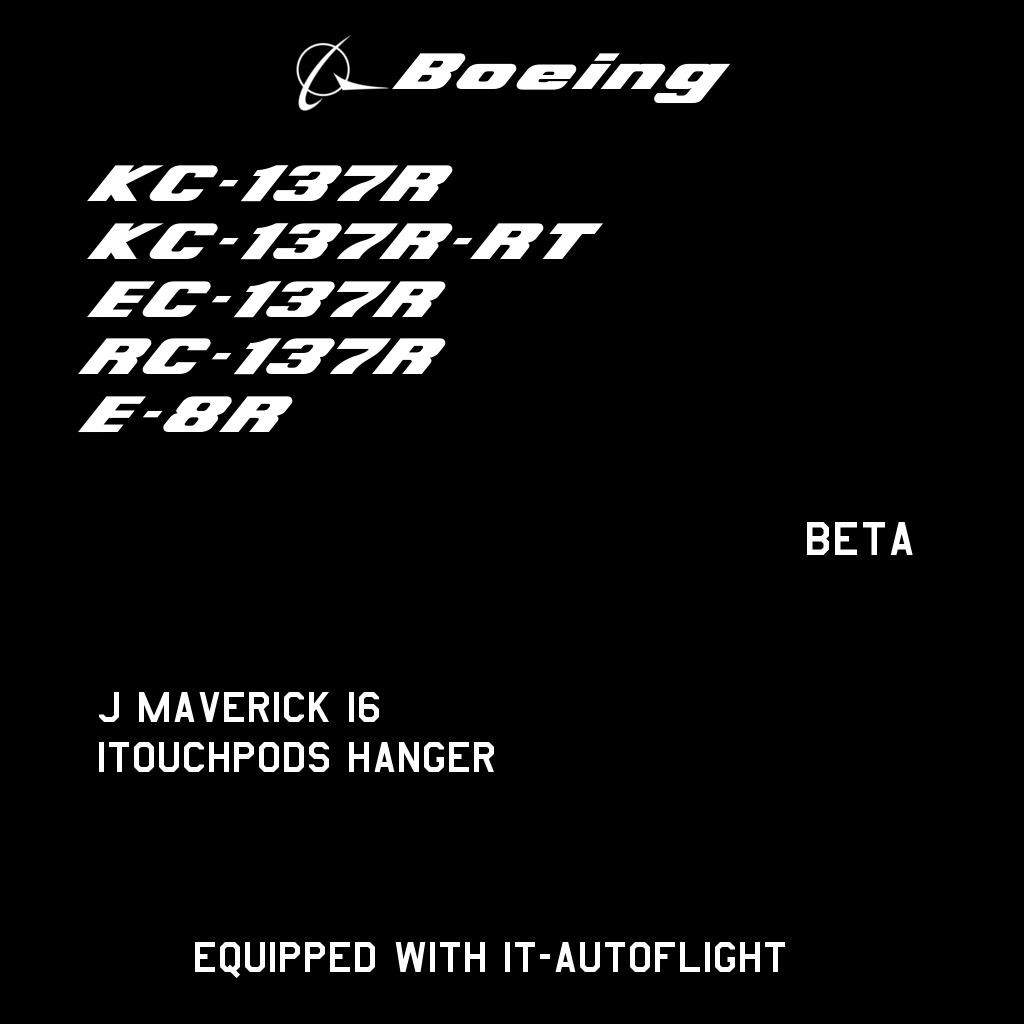 Boeing
KC-137R
KC-137R-RT
EC-137R
RC-137R
E-8R
BETA
J MAVERICK 16
ITOUCHPODS HANGER
EQUIPPED WITH IT-AUTOFLIGHT